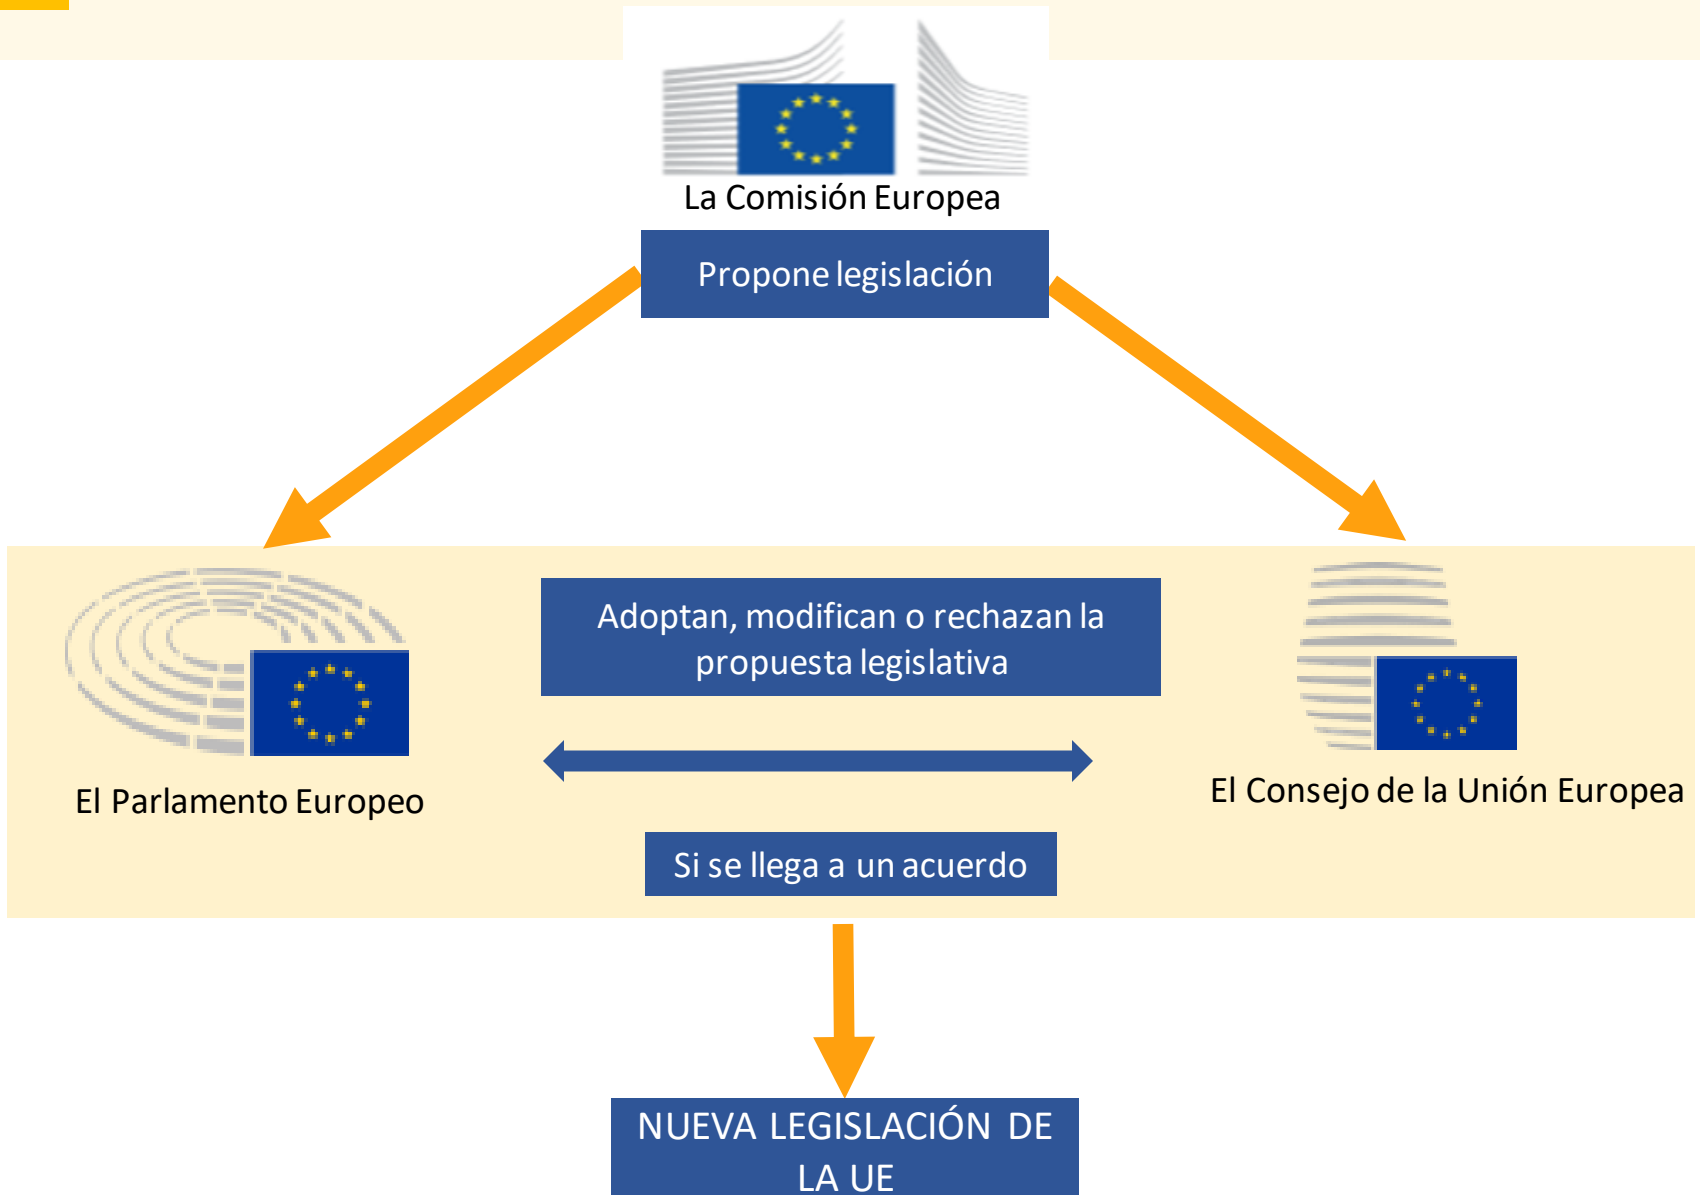 La Comisión Europea
Propone legislación
Adoptan, modifican o rechazan la
propuesta legislativa
El Parlamento Europeo
El Consejo de la Unión Europea
Si se llega a un acuerdo
NUEVA LEGISLACIÓN DE
LA UE